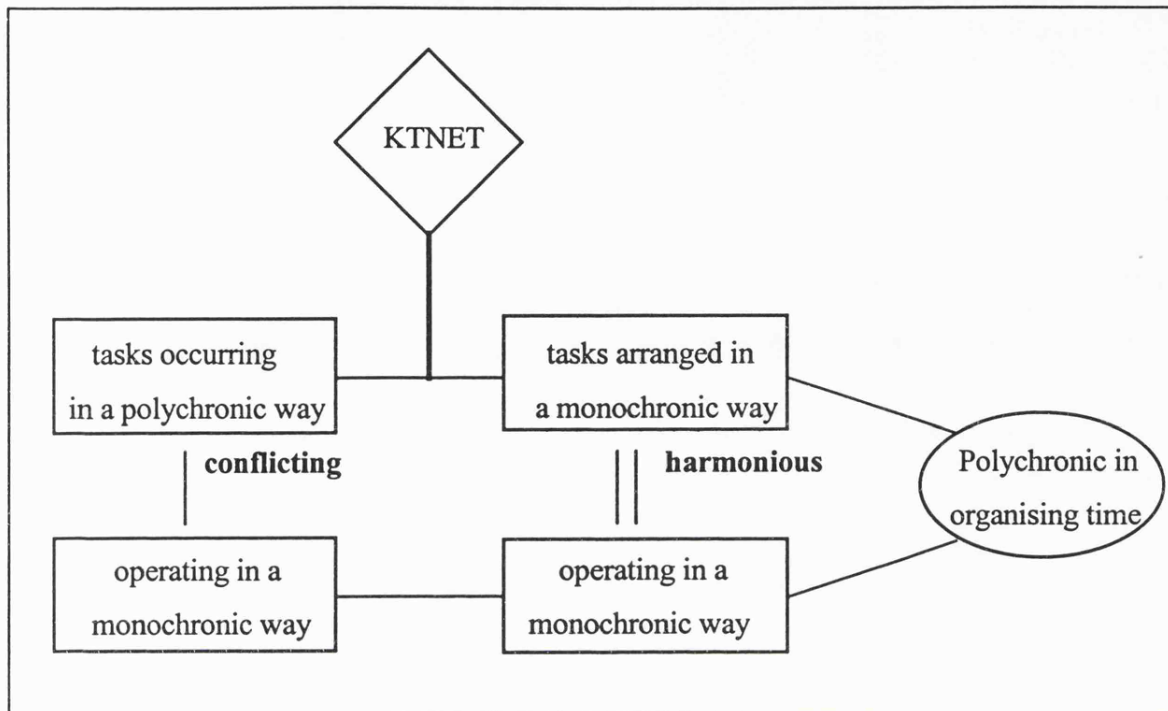 KTNET
tasks occurring
in a polychronic way
tasks arranged in
a monochronic way
conflicting
harmonious
Polychronic in
organising time
operating in a
monochronic way
operating in a
monochronic way